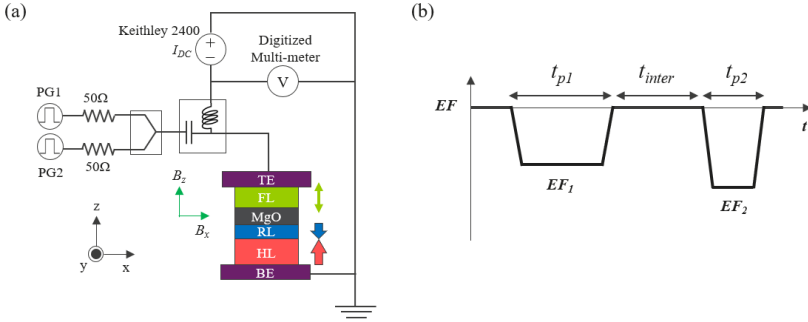 (a)
Keithley 2400
I_DC
Digitized
Multi-meter
V
PG1
50Ω
PG2
50Ω
B_z
B_x
z
y
x
TE
FL
MgO
RL
HL
BE
(b)
t_p1
t_inter
t_p2
EF
t
EF_1
EF_2